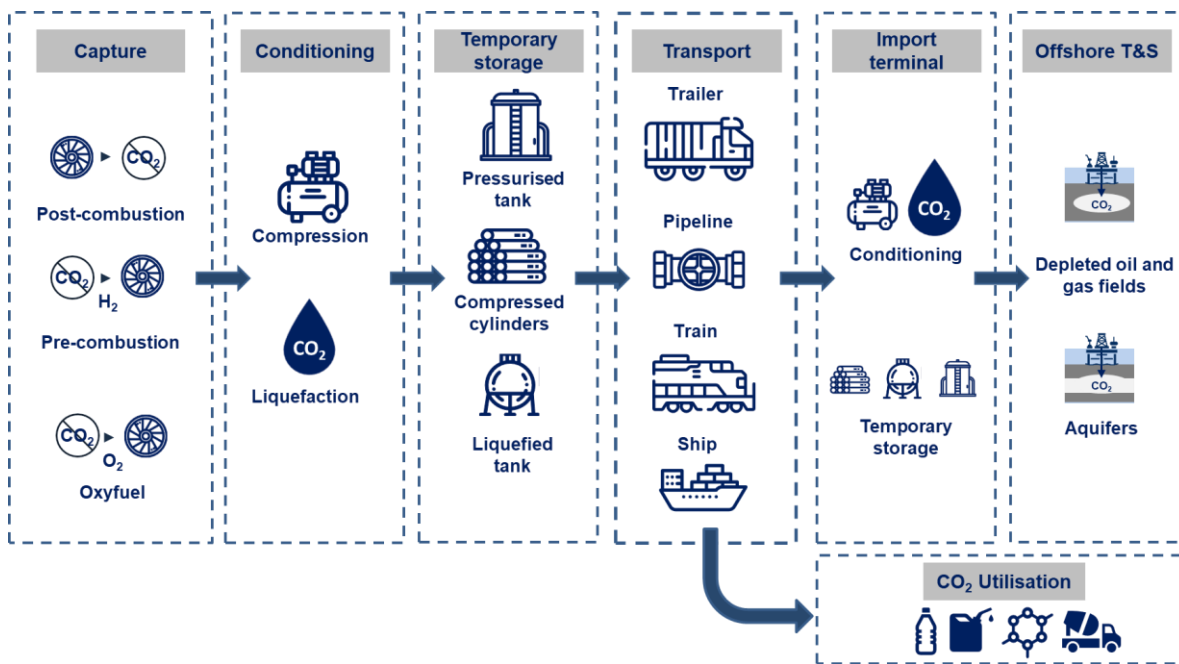 Capture
CO2
Post-combustion
CO2
H2
Pre-combustion
CO2
O2
Oxyfuel
Conditioning
Compression
CO2
Liquefaction
Temporary
storage
Pressurised
tank
Compressed
cylinders
Liquefied
tank
Transport
Trailer
Pipeline
Train
Ship
Import
terminal
CO2
Conditioning
Temporary
storage
Offshore T&S
CO2
Depleted oil and
gas fields
CO2
Aquifers
CO2 Utilisation